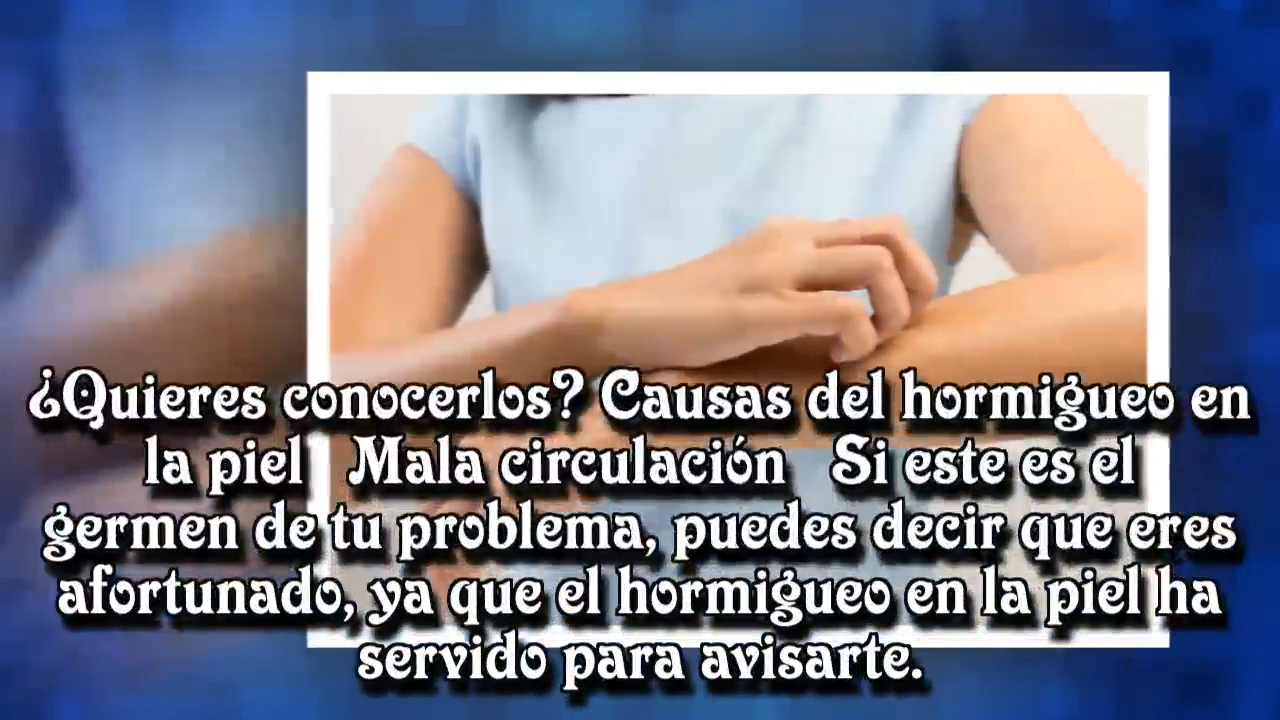 ¿Quieres conocerlos? Causas del hormigueo en
la piel   Mala circulación   Si este es el
germen de tu problema, puedes decir que eres
afortunado, ya que el hormigueo en la piel ha
servido para avisarte.